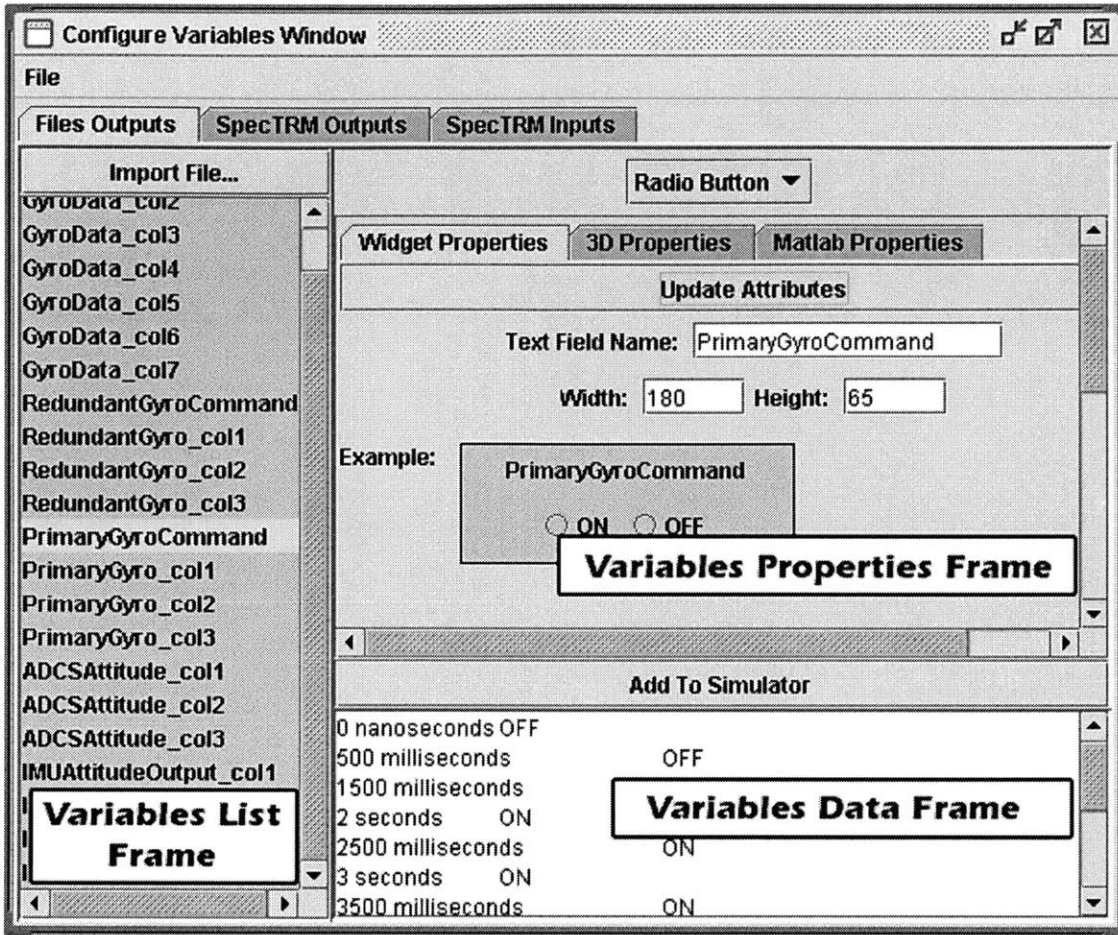 Configure Variables Window
File
Files Outputs SpecTRM Outputs SpecTRM Inputs
Import File...
GyroData_col2
GyroData_col3
GyroData_col4
GyroData_col5
GyroData_col6
GyroData_col7
RedundantGyroCommand
RedundantGyro_col1
RedundantGyro_col2
RedundantGyro_col3
PrimaryGyroCommand
PrimaryGyro_col1
PrimaryGyro_col2
PrimaryGyro_col3
ADCSAttitude_col1
ADCSAttitude_col2
ADCSAttitude_col3
IMUAttitudeOutput_col1
Variables List
Frame
Radio Button
Widget Properties 3D Properties Matlab Properties
Update Attributes
Text Field Name: PrimaryGyroCommand
Width: 180 Height: 65
Example:
PrimaryGyroCommand
ON OFF
Variables Properties Frame
Add To Simulator
0 nanoseconds OFF
500 milliseconds OFF
1500 milliseconds
2 seconds ON
2500 milliseconds ON
3 seconds ON
3500 milliseconds ON
Variables Data Frame